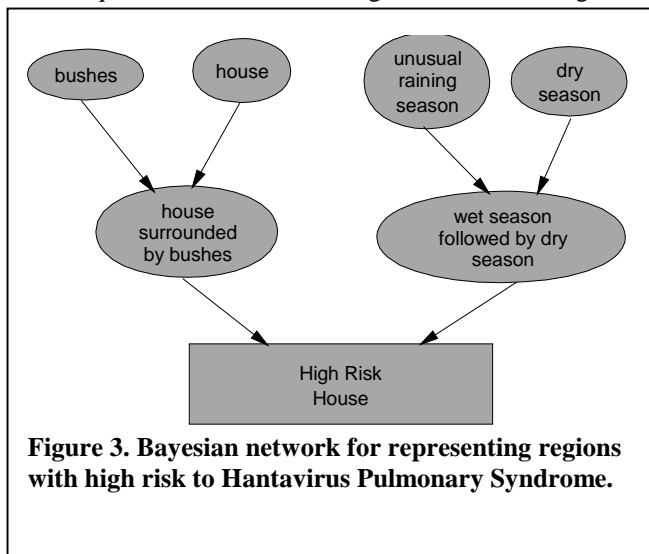 bushes
house
unusual
raining
season
dry
season
house
surrounded
by bushes
wet season
followed by dry
season
High Risk
House
Figure 3. Bayesian network for representing regions
with high risk to Hantavirus Pulmonary Syndrome.